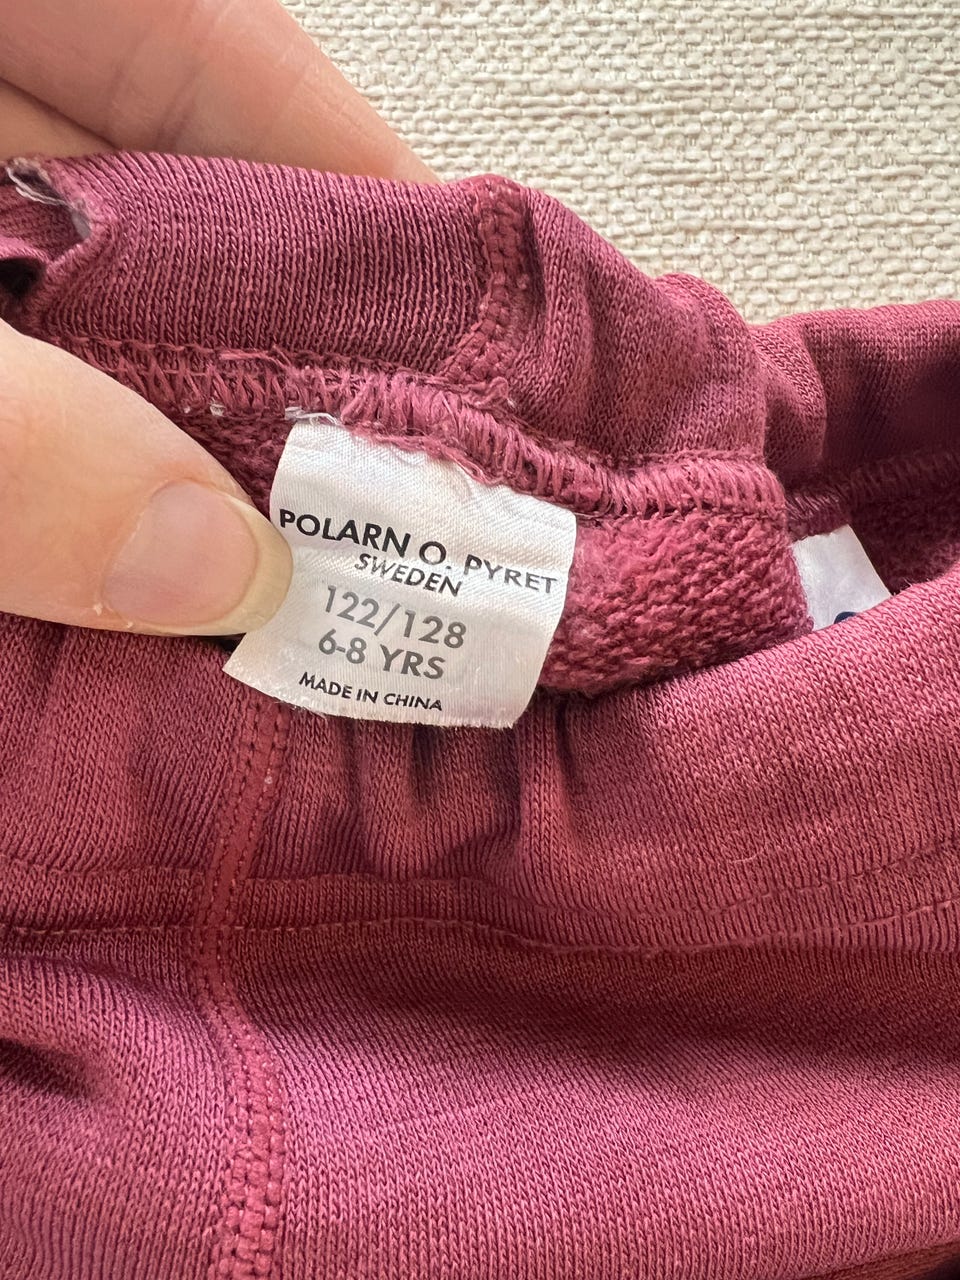 POLARN O. PYRET
SWEDEN
122/128
6-8 YRS
MADE IN CHINA